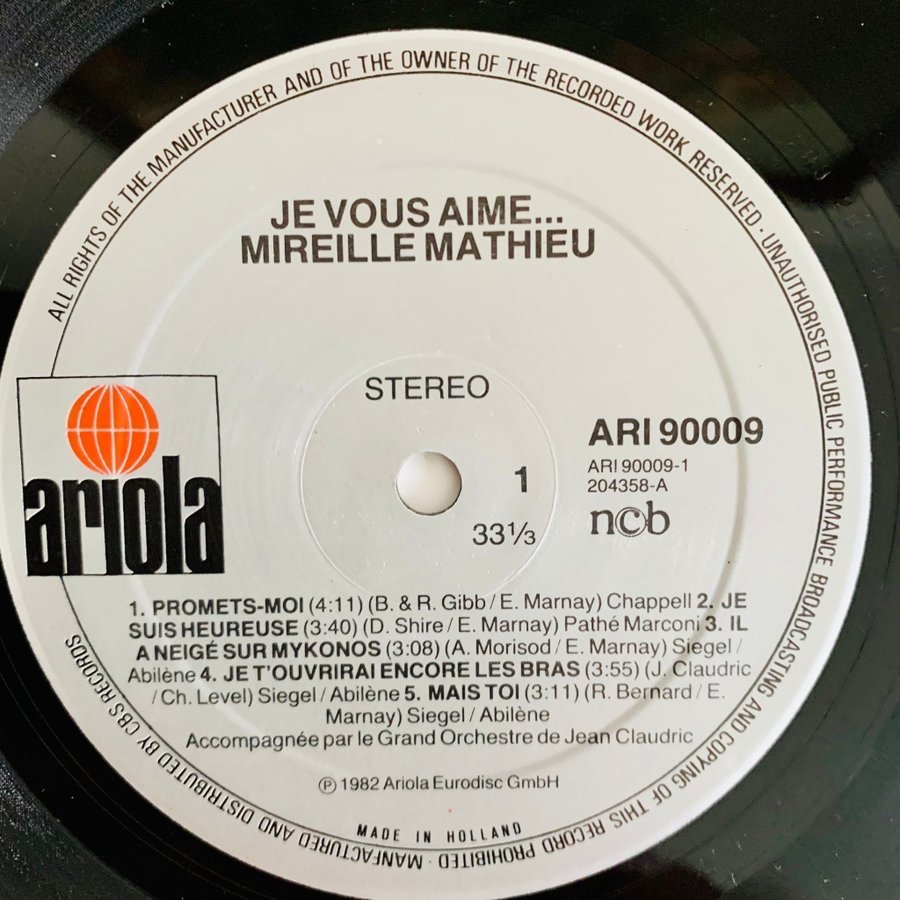 ALL RIGHTS OF THE MANUFACTURER AND OF THE OWNER OF THE RECORDED WORK RESERVED · UNAUTHORISED PUBLIC PERFORMANCE BROADCASTING AND COPYING OF THIS RECORD PROHIBITED · MANUFACTURED AND DISTRIBUTED BY CBS RECORDS
JE VOUS AIME...
MIREILLE MATHIEU
STEREO
ariola
ARI 90009
ARI 90009-1
204358-A
ncb
1
33⅓
1. PROMETS-MOI (4:11) (B. & R. Gibb / E. Marnay) Chappell 2. JE
SUIS HEUREUSE (3:40) (D. Shire / E. Marnay) Pathé Marconi 3. IL
A NEIGÉ SUR MYKONOS (3:08) (A. Morisod / E. Marnay) Siegel /
Abilène 4. JE T'OUVRIRAI ENCORE LES BRAS (3:55) (J. Claudric
/ Ch. Level) Siegel / Abilène 5. MAIS TOI (3:11) (R. Bernard / E.
Marnay) Siegel / Abilène
Accompagnée par le Grand Orchestre de Jean Claudric
℗ 1982 Ariola Eurodisc GmbH
MADE IN HOLLAND